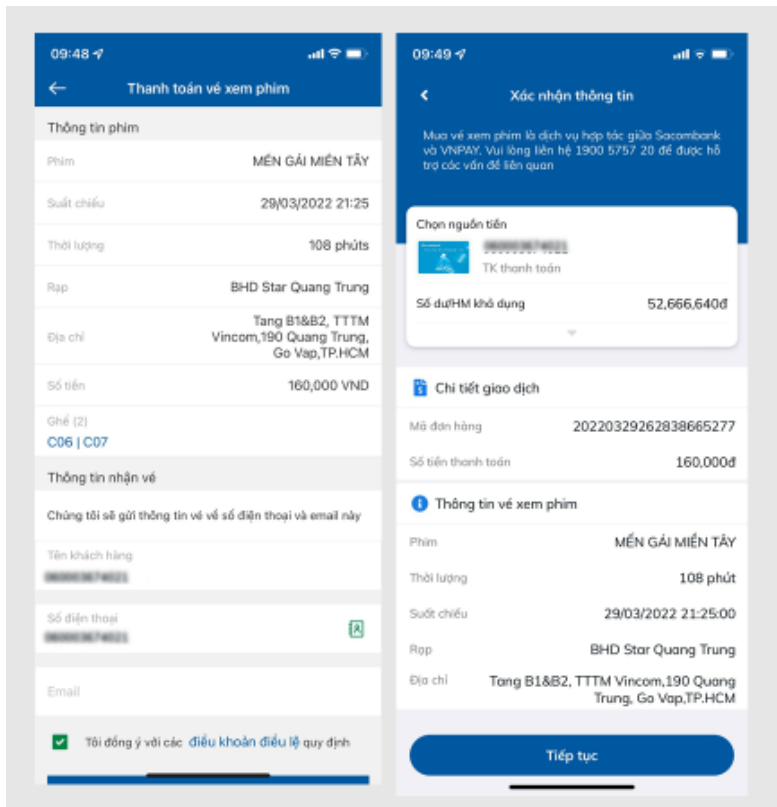 09:48
Thanh toán vé xem phim
Thông tin phim
Phim MẾN GÁI MIỀN TÂY
Suất chiếu 29/03/2022 21:25
Thời lượng 108 phúts
Rạp BHD Star Quang Trung
Địa chỉ Tang B1&B2, TTTM
Vincom,190 Quang Trung,
Go Vap,TP.HCM
Số tiền 160,000 VND
Ghế (2)
C06 | C07
Thông tin nhận vé
Chúng tôi sẽ gửi thông tin vé về số điện thoại và email này
Tên khách hàng
Số điện thoại
Email
Tôi đồng ý với các điều khoản điều lệ quy định
09:49
Xác nhận thông tin
Mua vé xem phim là dịch vụ hợp tác giữa Sacombank
và VNPAY. Vui lòng liên hệ 1900 5757 20 để được hỗ
trợ các vấn đề liên quan
Chọn nguồn tiền
TK thanh toán
Số dư/HM khả dụng 52,666,640đ
Chi tiết giao dịch
Mã đơn hàng 20220329262838665277
Số tiền thanh toán 160,000đ
Thông tin vé xem phim
Phim MẾN GÁI MIỀN TÂY
Thời lượng 108 phút
Suất chiếu 29/03/2022 21:25:00
Rạp BHD Star Quang Trung
Địa chỉ Tang B1&B2, TTTM Vincom,190 Quang
Trung, Go Vap,TP.HCM
Tiếp tục